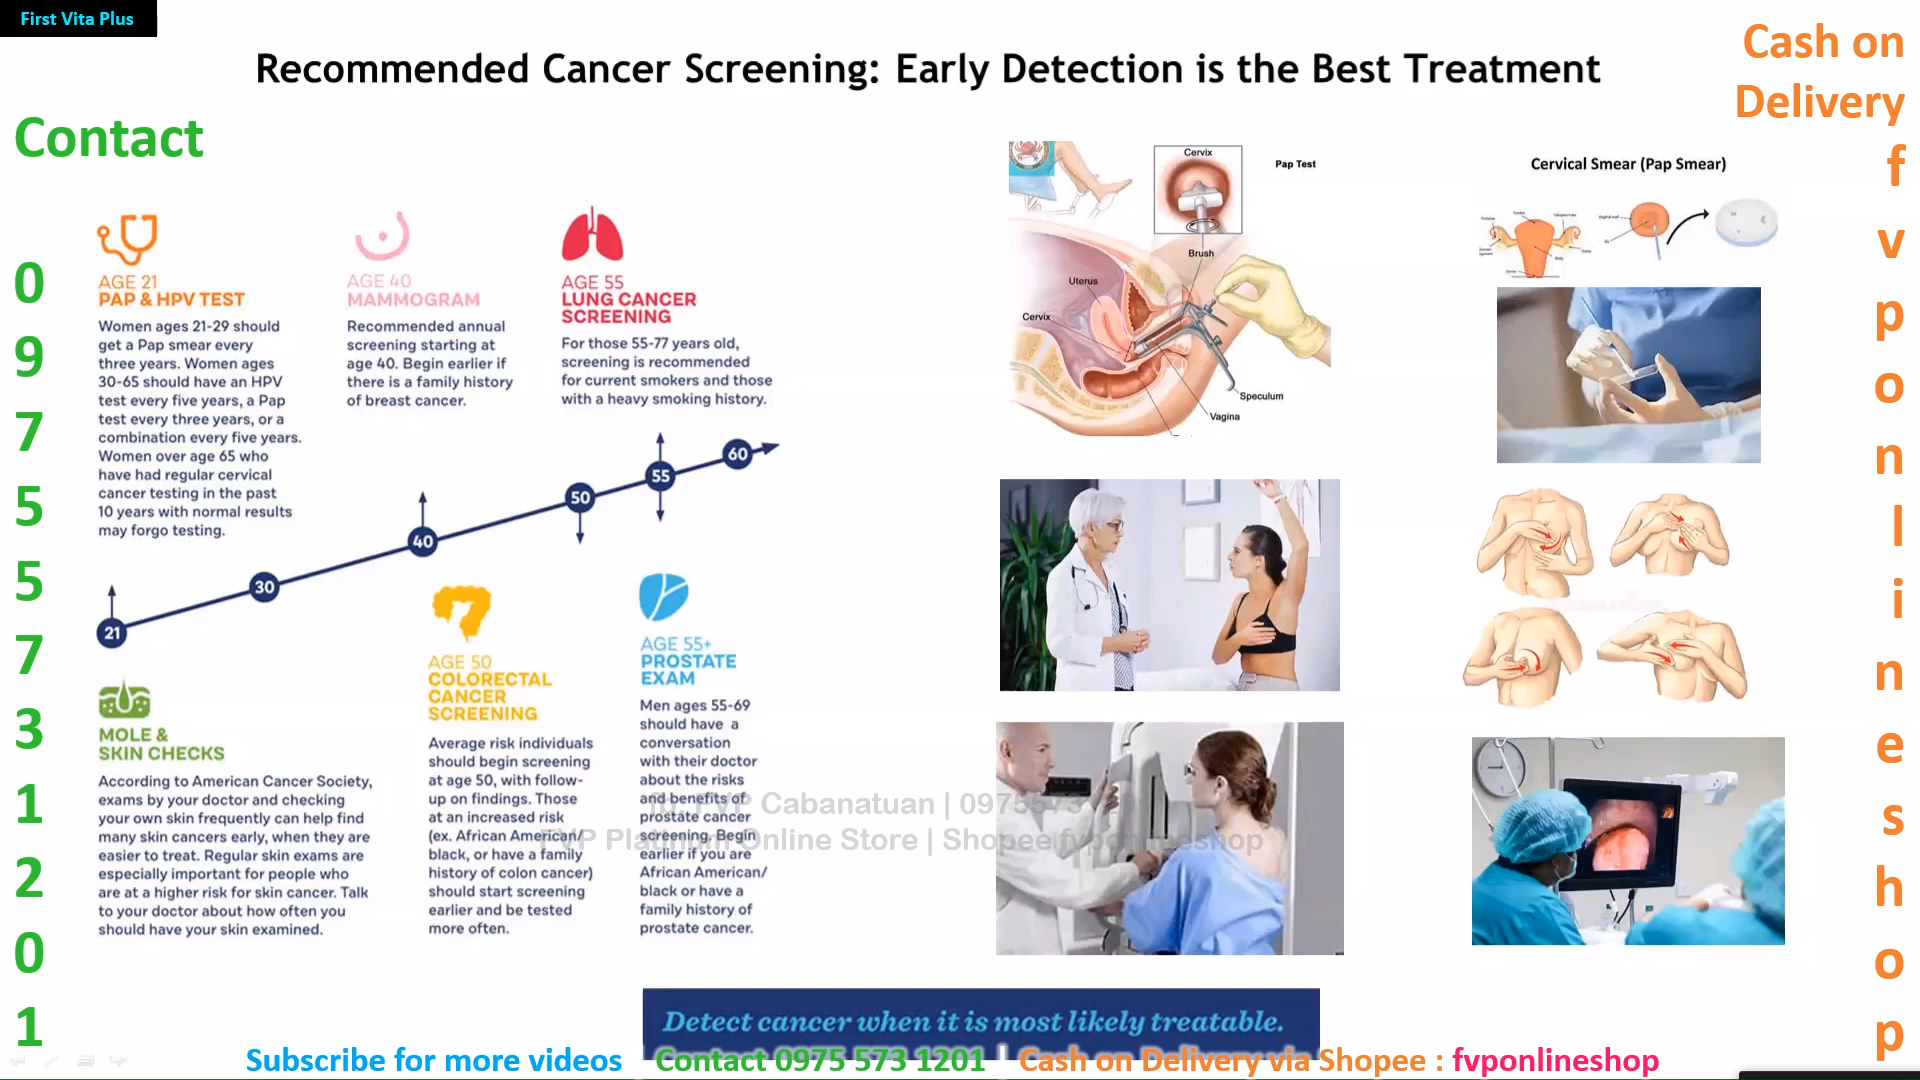 First Vita Plus
Recommended Cancer Screening: Early Detection is the Best Treatment
Cash on
Delivery
Contact
0
9
7
5
5
7
3
1
2
0
1
AGE 21
PAP & HPV TEST
Women ages 21-29 should
get a Pap smear every
three years. Women ages
30-65 should have an HPV
test every five years, a Pap
test every three years, or a
combination every five years.
Women over age 65 who
have had regular cervical
cancer testing in the past
10 years with normal results
may forgo testing.
AGE 40
MAMMOGRAM
Recommended annual
screening starting at
age 40. Begin earlier if
there is a family history
of breast cancer.
AGE 55
LUNG CANCER
SCREENING
For those 55-77 years old,
screening is recommended
for current smokers and those
with a heavy smoking history.
21
30
40
50
55
60
MOLE &
SKIN CHECKS
According to American Cancer Society,
exams by your doctor and checking
your own skin frequently can help find
many skin cancers early, when they are
easier to treat. Regular skin exams are
especially important for people who
are at a higher risk for skin cancer. Talk
to your doctor about how often you
should have your skin examined.
AGE 50
COLORECTAL
CANCER
SCREENING
Average risk individuals
should begin screening
at age 50, with follow-
up on findings. Those
at an increased risk
(ex. African American/
black, or have a family
history of colon cancer)
should start screening
earlier and be tested
more often.
AGE 55+
PROSTATE
EXAM
Men ages 55-69
should have a
conversation
with their doctor
about the risks
and benefits of
prostate cancer
screening. Begin
earlier if you are
African American/
black or have a
family history of
prostate cancer.
FVP Cabanatuan | 0975 573
FVP Platinum Online Store | Shopee fvponlineshop
Cervix
Pap Test
Brush
Uterus
Cervix
Speculum
Vagina
Cervical Smear (Pap Smear)
f
v
p
o
n
l
i
n
e
s
h
o
p
Detect cancer when it is most likely treatable.
Subscribe for more videos | Contact 0975 573 1201 | Cash on Delivery via Shopee : fvponlineshop